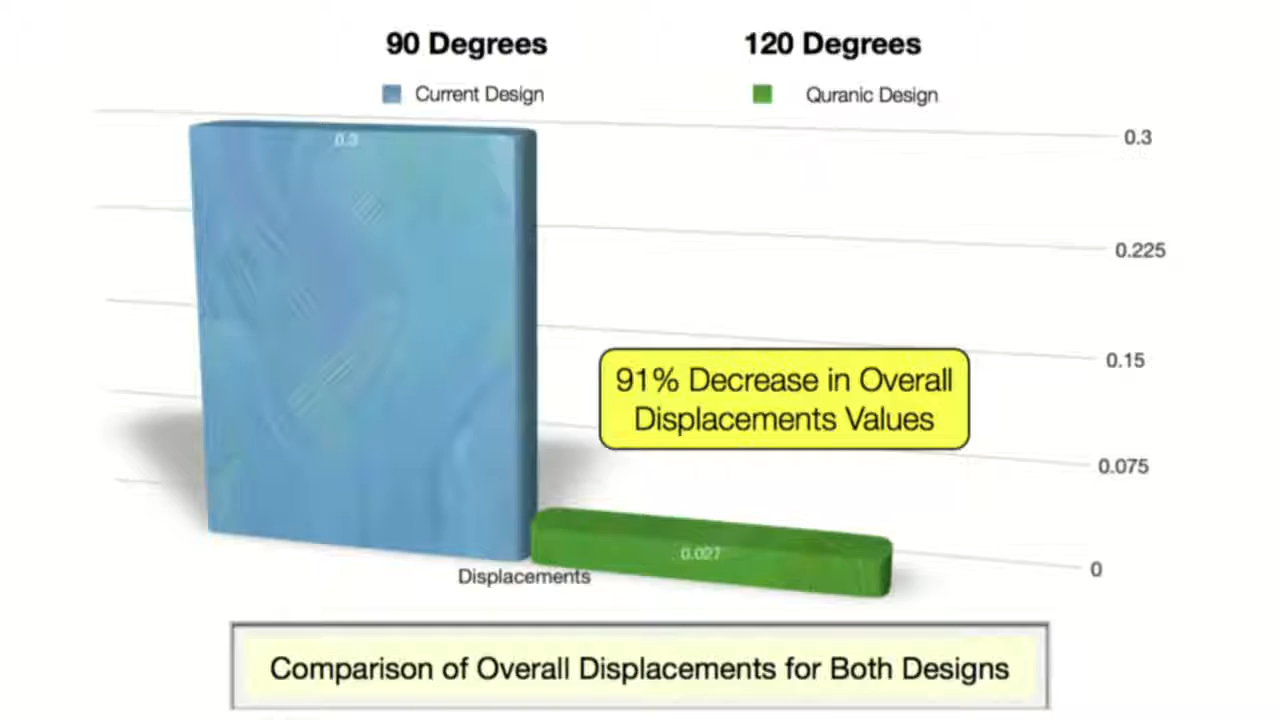 90 Degrees
120 Degrees
Current Design
Quranic Design
0.3
0.3
0.225
0.15
91% Decrease in Overall
Displacements Values
0.075
0.027
0
Displacements
Comparison of Overall Displacements for Both Designs